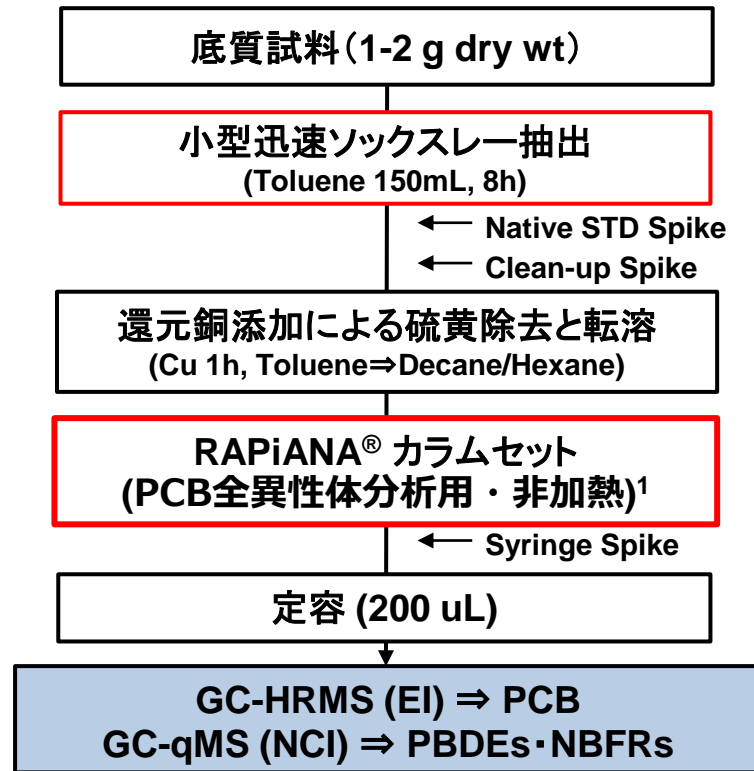 底質試料（1-2 g dry wt）
小型迅速ソックスレー抽出
(Toluene 150mL, 8h)
Native STD Spike
Clean-up Spike
還元銅添加による硫黄除去と転溶
(Cu 1h, Toluene⇒Decane/Hexane)
RAPiANA® カラムセット
(PCB全異性体分析用・非加熱)¹
Syringe Spike
定容 (200 uL)
GC-HRMS (EI) ⇒ PCB
GC-qMS (NCI) ⇒ PBDEs・NBFRs